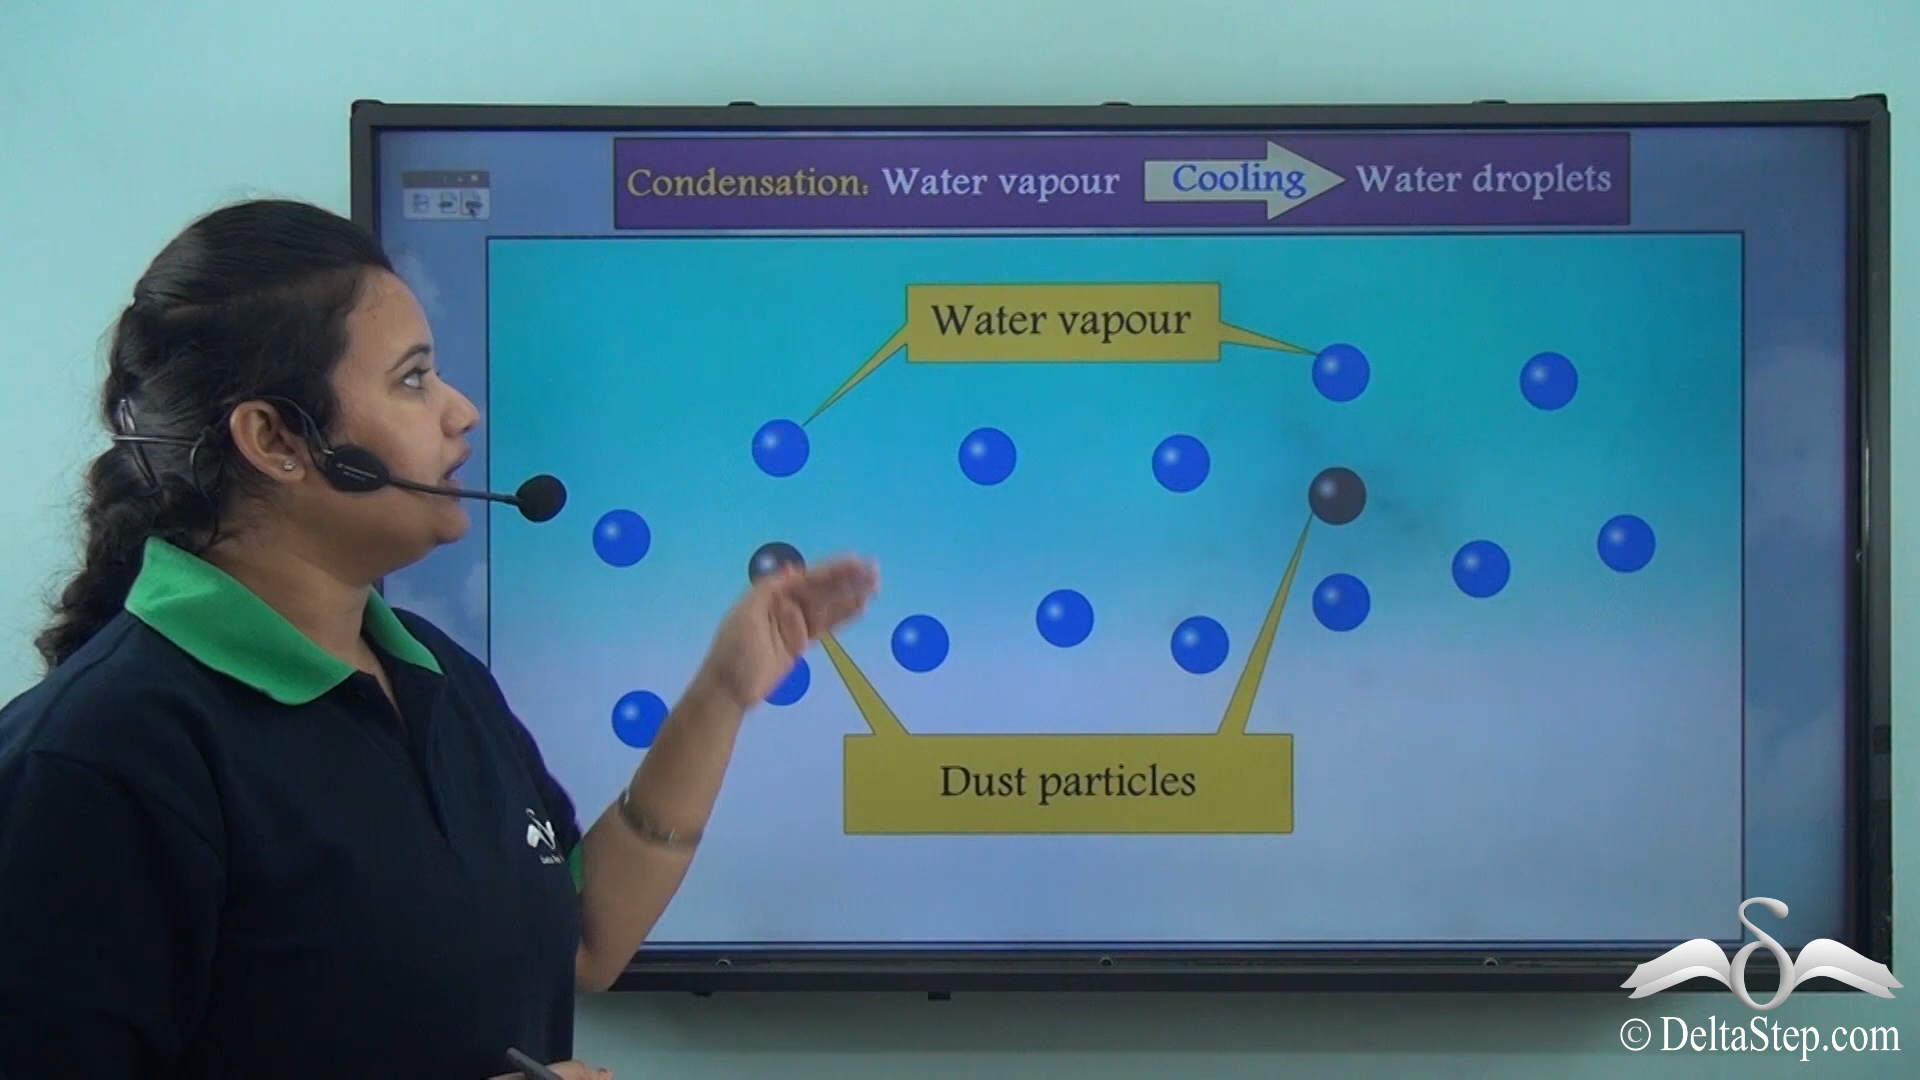 Condensation: Water vapour Cooling Water droplets
Water vapour
Dust particles
© DeltaStep.com